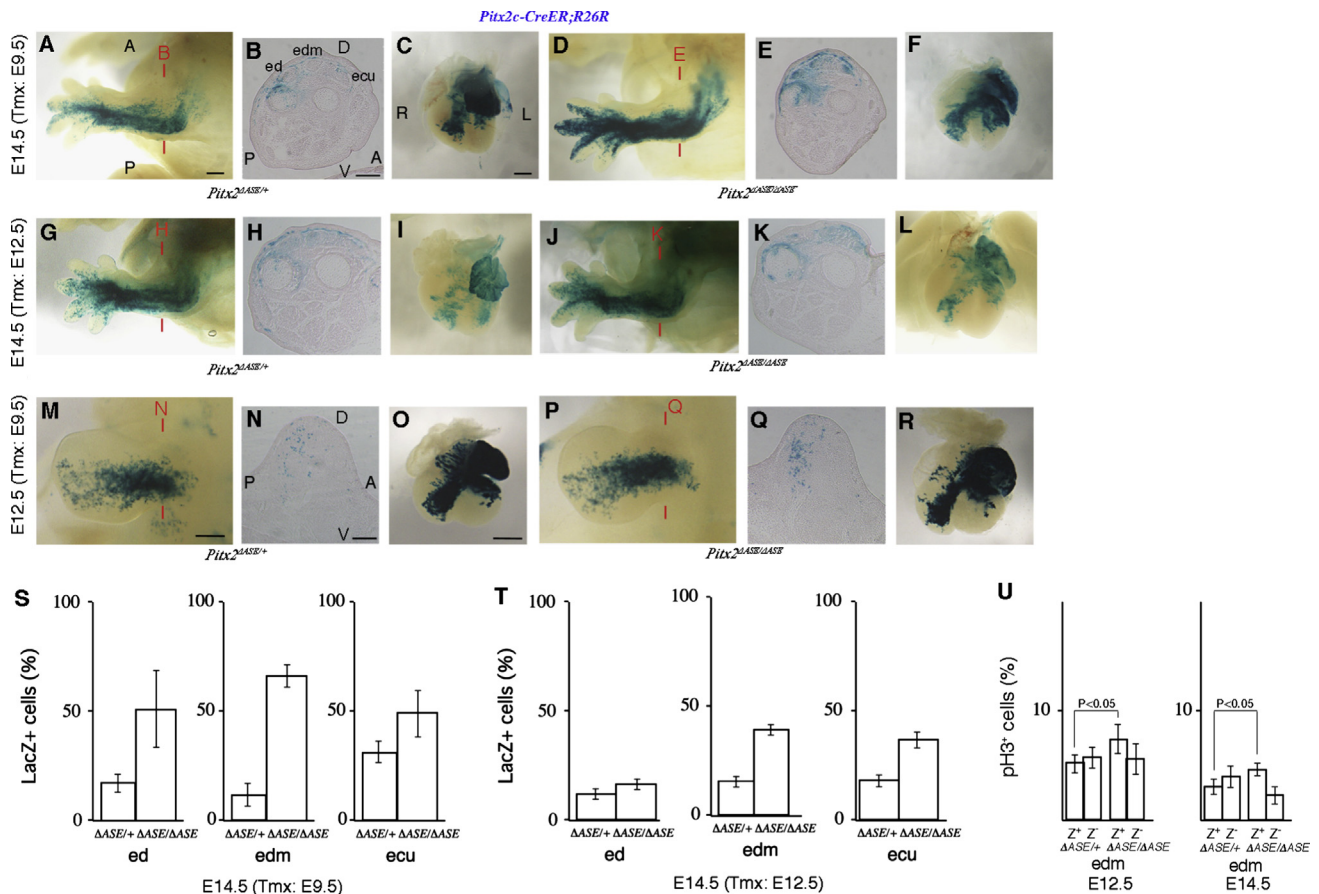 Pitx2c-CreER;R26R
E14.5 (Tmx: E9.5)
A
A
B
P
B
D
edm
ed
ecu
P
V
A
C
R
L
D
E
E
F
Pitx2ΔASE/+
Pitx2ΔASE/ΔASE
E14.5 (Tmx: E12.5)
G
H
H
I
J
K
K
L
Pitx2ΔASE/+
Pitx2ΔASE/ΔASE
E12.5 (Tmx: E9.5)
M
N
N
D
P
A
V
O
P
Q
Q
R
Pitx2ΔASE/+
Pitx2ΔASE/ΔASE
S
LacZ+ cells (%)
100
50
0
ΔASE/+ ΔASE/ΔASE
ed
100
50
0
ΔASE/+ ΔASE/ΔASE
edm
100
50
0
ΔASE/+ ΔASE/ΔASE
ecu
E14.5 (Tmx: E9.5)
T
LacZ+ cells (%)
100
50
0
ΔASE/+ ΔASE/ΔASE
ed
100
50
0
ΔASE/+ ΔASE/ΔASE
edm
100
50
0
ΔASE/+ ΔASE/ΔASE
ecu
E14.5 (Tmx: E12.5)
U
pH3+ cells (%)
10
P<0.05
Z+ Z- Z+ Z-
ΔASE/+ ΔASE/ΔASE
edm
E12.5
10
P<0.05
Z+ Z- Z+ Z-
ΔASE/+ ΔASE/ΔASE
edm
E14.5